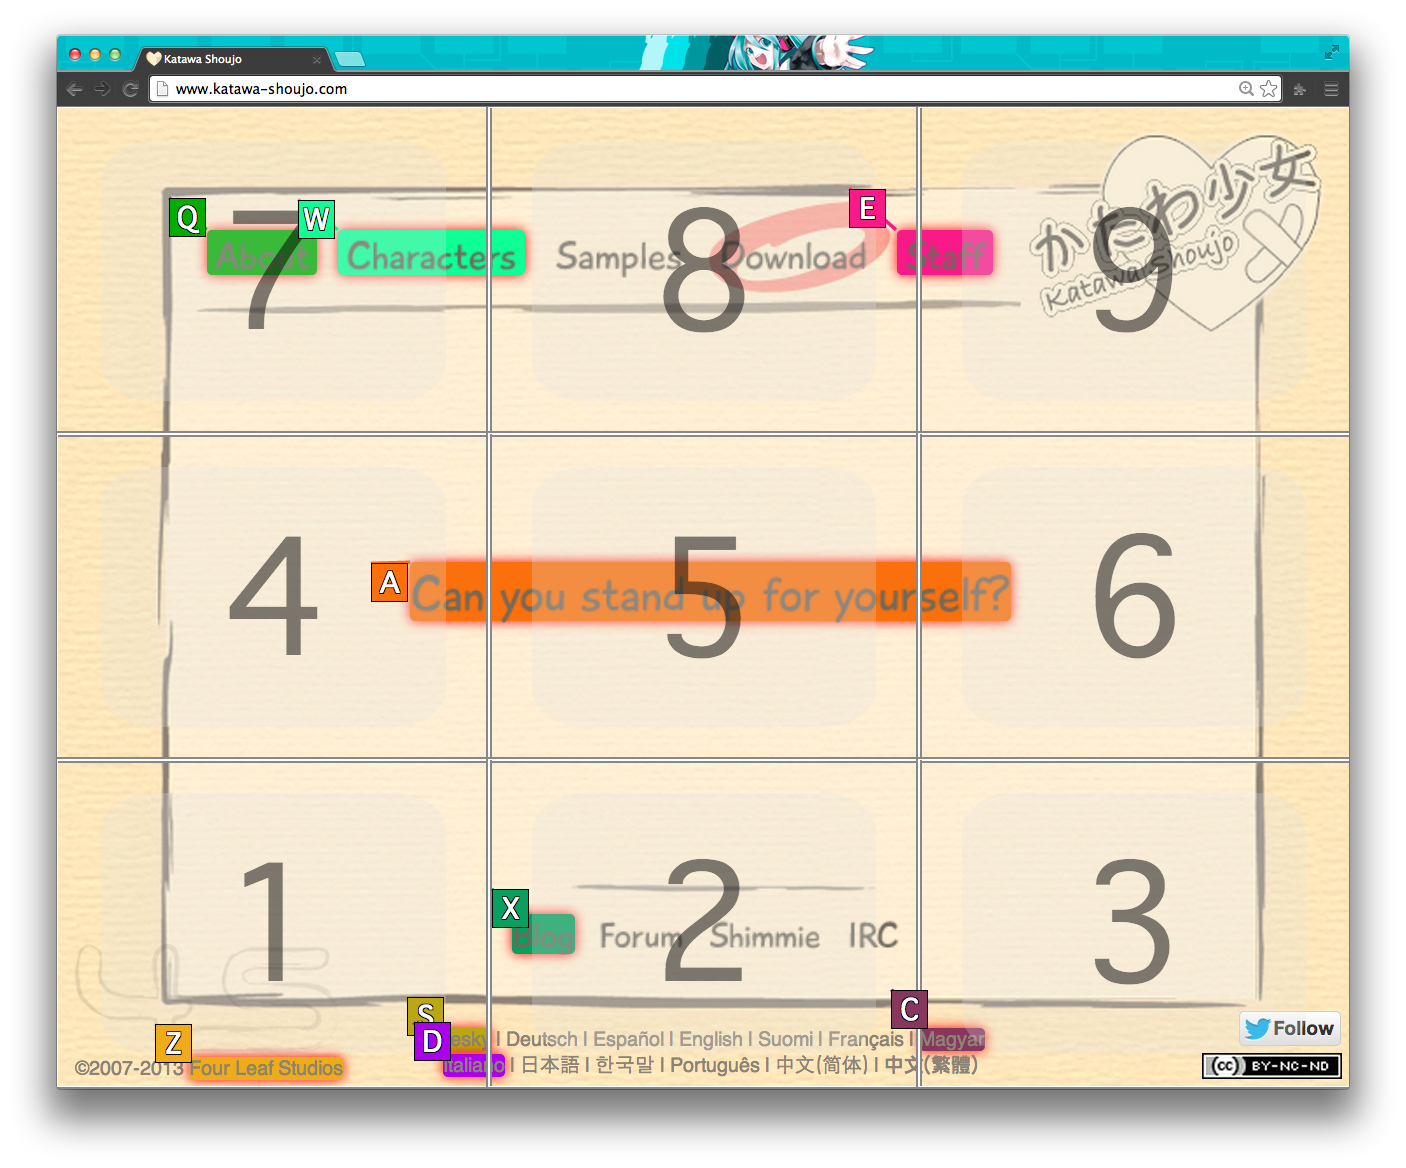 Katawa Shoujo
www.katawa-shoujo.com
かたわ少女
Katawa Shoujo
Q W E
7 8 9
About Characters Samples Download Staff
4 5 6
A
Can you stand up for yourself?
1 2 3
X
Blog Forum Shimmie IRC
S C
Z D
esky | Deutsch | Español | English | Suomi | Français | Magyar
Italiano | 日本語 | 한국말 | Português | 中文(简体) | 中文(繁體)
©2007-2013 Four Leaf Studios
Follow
cc BY-NC-ND